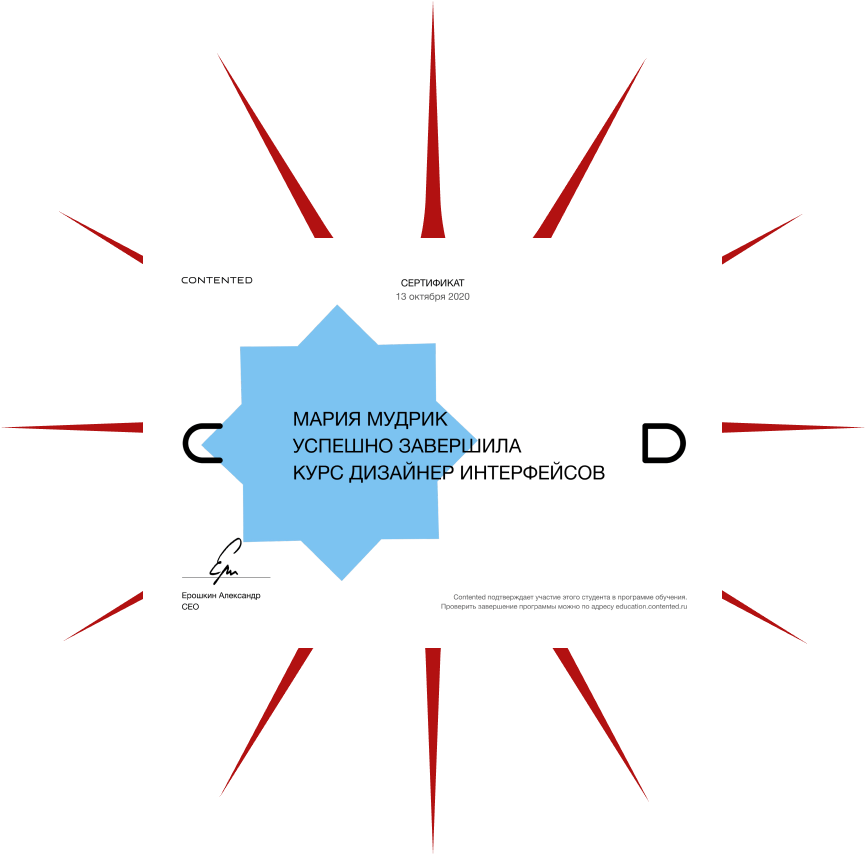 CONTENTED
СЕРТИФИКАТ
13 октября 2020
МАРИЯ МУДРИК
УСПЕШНО ЗАВЕРШИЛА
КУРС ДИЗАЙНЕР ИНТЕРФЕЙСОВ
C D
Ерошкин Александр
CEO
Contented подтверждает участие этого студента в программе обучения.
Проверить завершение программы можно по адресу education.contented.ru